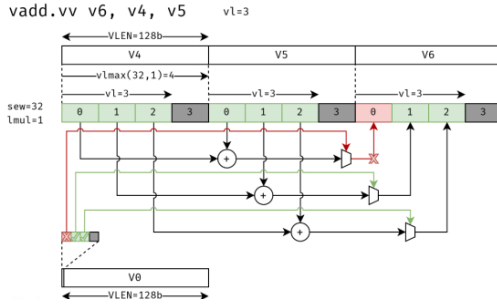 vadd.vv v6, v4, v5 vl=3
VLEN=128b
V4 V5 V6
vlmax(32,1)=4
vl=3 vl=3 vl=3
sew=32
lmul=1
0 1 2 3 0 1 2 3 0 1 2 3
+
+
+
V0
VLEN=128b